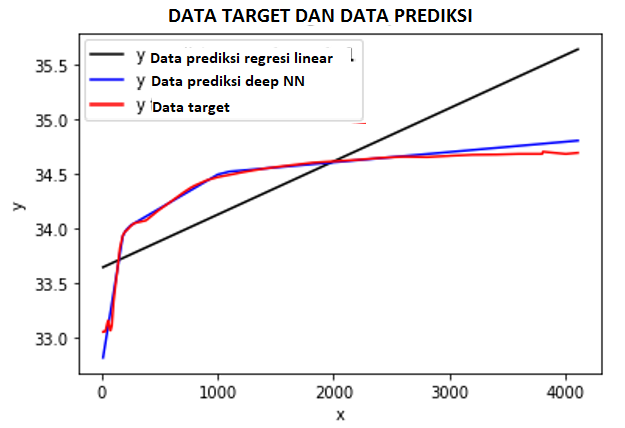 DATA TARGET DAN DATA PREDIKSI
y Data prediksi regresi linear
y Data prediksi deep NN
y Data target
35.5
35.0
34.5
34.0
33.5
33.0
y
0 1000 2000 3000 4000
x